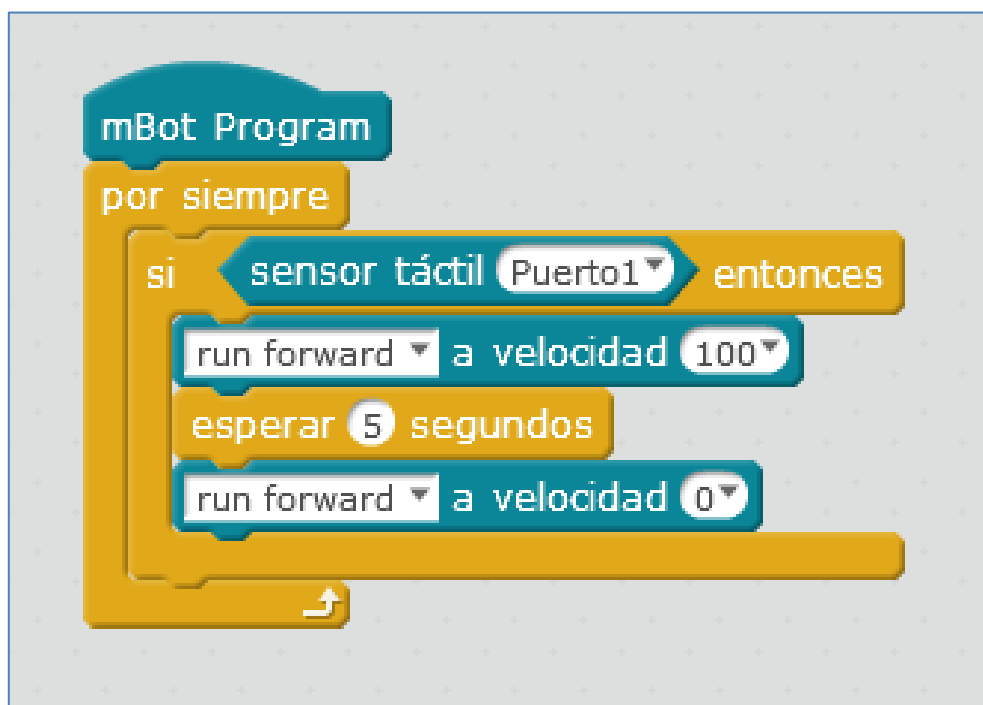 mBot Program
por siempre
si sensor táctil Puerto1 entonces
run forward a velocidad 100
esperar 5 segundos
run forward a velocidad 0